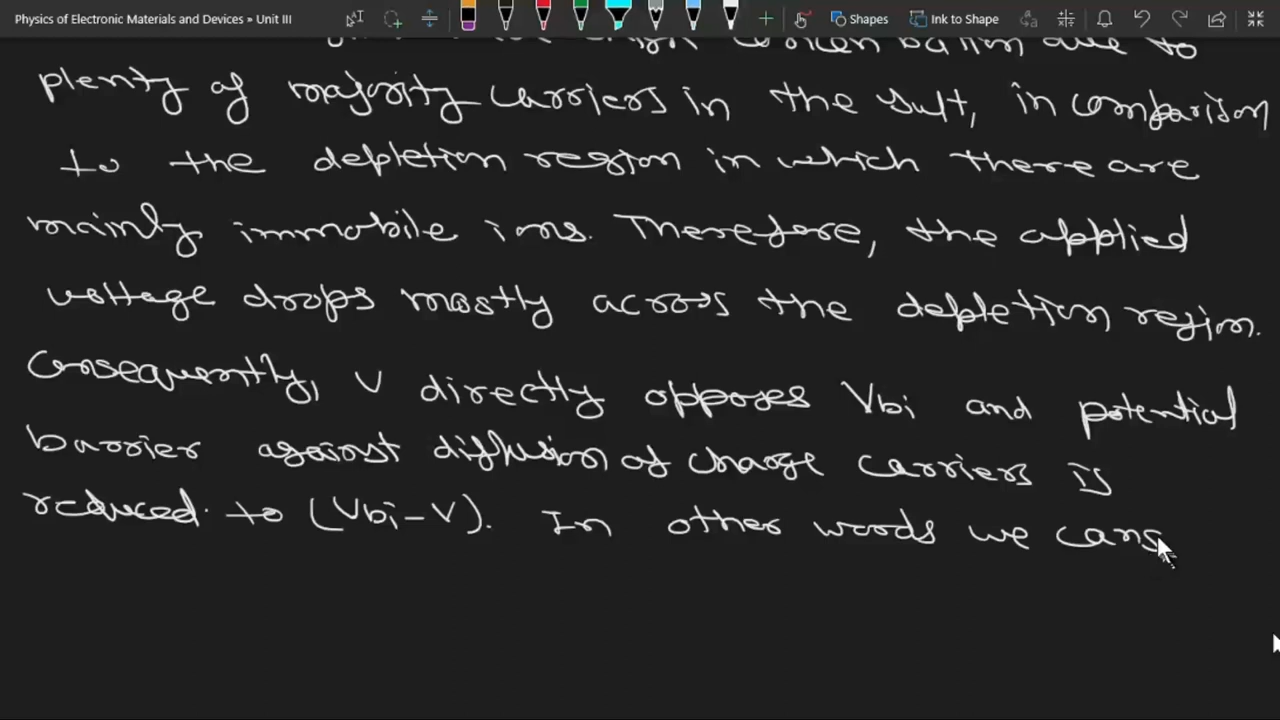 Physics of Electronic Materials and Devices » Unit III
Shapes
Ink to Shape
due to
plenty of majority carriers in the suft, in comparison
to the depletion region in which there are
mainly immobile ions. Therefore, the applied
voltage drops mostly across the depletion region.
Consequently, V directly opposes Vbi and potential
barrier against diffusion of charge carriers is
reduced to (Vbi-V). In other words we cans